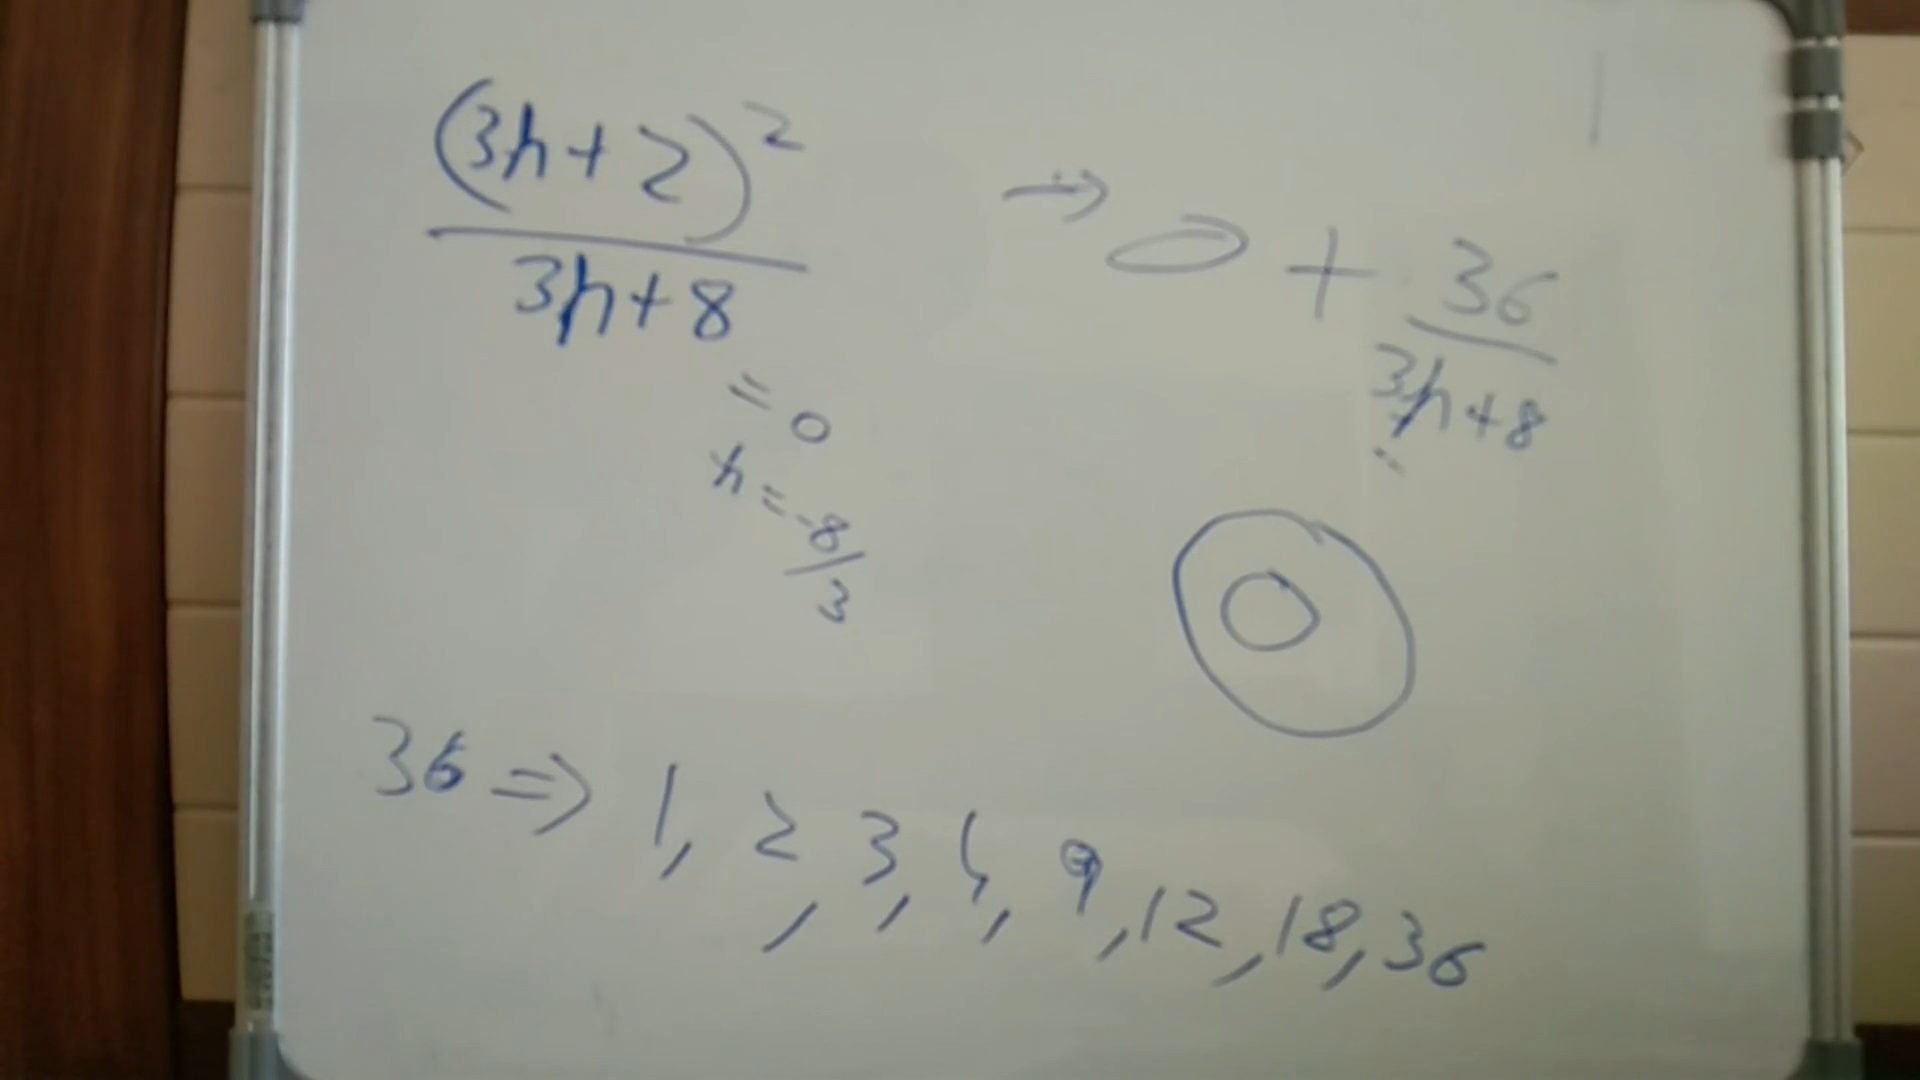 (3n+2)²
3n+8
→ 0 + 36
3n+8
= 0
n = -8/3
36 ⇒ 1, 2, 3, 4, 9, 12, 18, 36